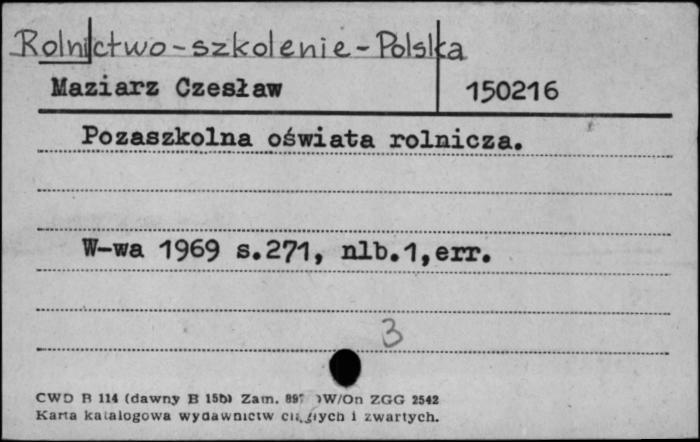 Rolnictwo-szkolenie-Polska
Maziarz Czesław 150216
Pozaszkolna oświata rolnicza.
W-wa 1969 s.271, nlb.1,err.
3
CWD B 114 (dawny B 15b) Zam. 897 W/On ZGG 2542
Karta katalogowa wydawnictw i zwartych.